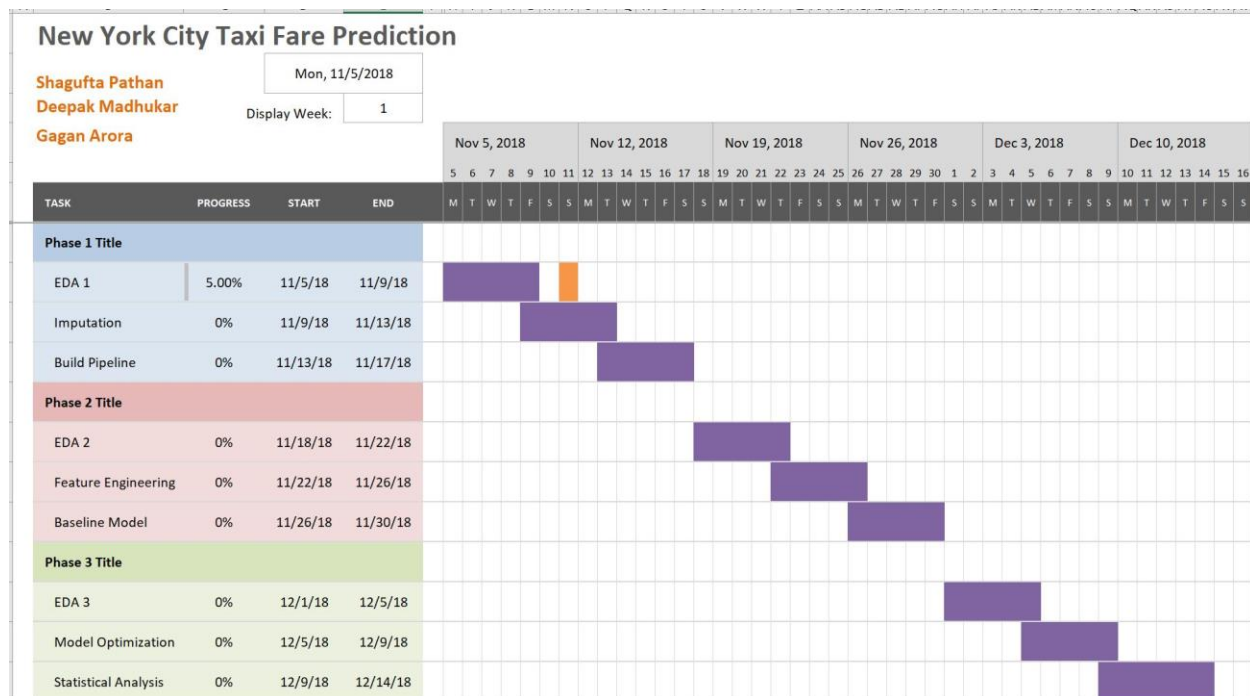 New York City Taxi Fare Prediction
Mon, 11/5/2018
Shagufta Pathan
Deepak Madhukar
Display Week: 1
Gagan Arora
Nov 5, 2018 Nov 12, 2018 Nov 19, 2018 Nov 26, 2018 Dec 3, 2018 Dec 10, 2018
5 6 7 8 9 10 11 12 13 14 15 16 17 18 19 20 21 22 23 24 25 26 27 28 29 30 1 2 3 4 5 6 7 8 9 10 11 12 13 14 15 16
TASK PROGRESS START END M T W T F S S M T W T F S S M T W T F S S M T W T F S S M T W T F S S M T W T F S S
Phase 1 Title
EDA 1 5.00% 11/5/18 11/9/18
Imputation 0% 11/9/18 11/13/18
Build Pipeline 0% 11/13/18 11/17/18
Phase 2 Title
EDA 2 0% 11/18/18 11/22/18
Feature Engineering 0% 11/22/18 11/26/18
Baseline Model 0% 11/26/18 11/30/18
Phase 3 Title
EDA 3 0% 12/1/18 12/5/18
Model Optimization 0% 12/5/18 12/9/18
Statistical Analysis 0% 12/9/18 12/14/18